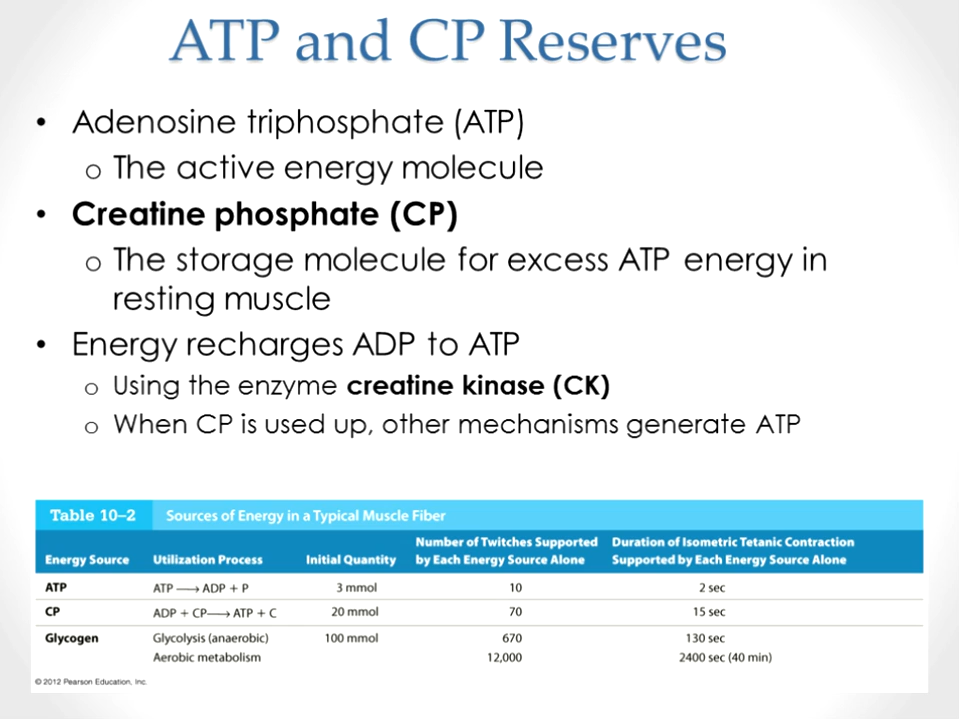 ATP and CP Reserves
• Adenosine triphosphate (ATP)
o The active energy molecule
• Creatine phosphate (CP)
o The storage molecule for excess ATP energy in
resting muscle
• Energy recharges ADP to ATP
o Using the enzyme creatine kinase (CK)
o When CP is used up, other mechanisms generate ATP
Table 10–2 Sources of Energy in a Typical Muscle Fiber
Number of Twitches Supported Duration of Isometric Tetanic Contraction
Energy Source Utilization Process Initial Quantity by Each Energy Source Alone Supported by Each Energy Source Alone
ATP ATP ⟶ ADP + P 3 mmol 10 2 sec
CP ADP + CP ⟶ ATP + C 20 mmol 70 15 sec
Glycogen Glycolysis (anaerobic) 100 mmol 670 130 sec
Aerobic metabolism 12,000 2400 sec (40 min)
© 2012 Pearson Education, Inc.